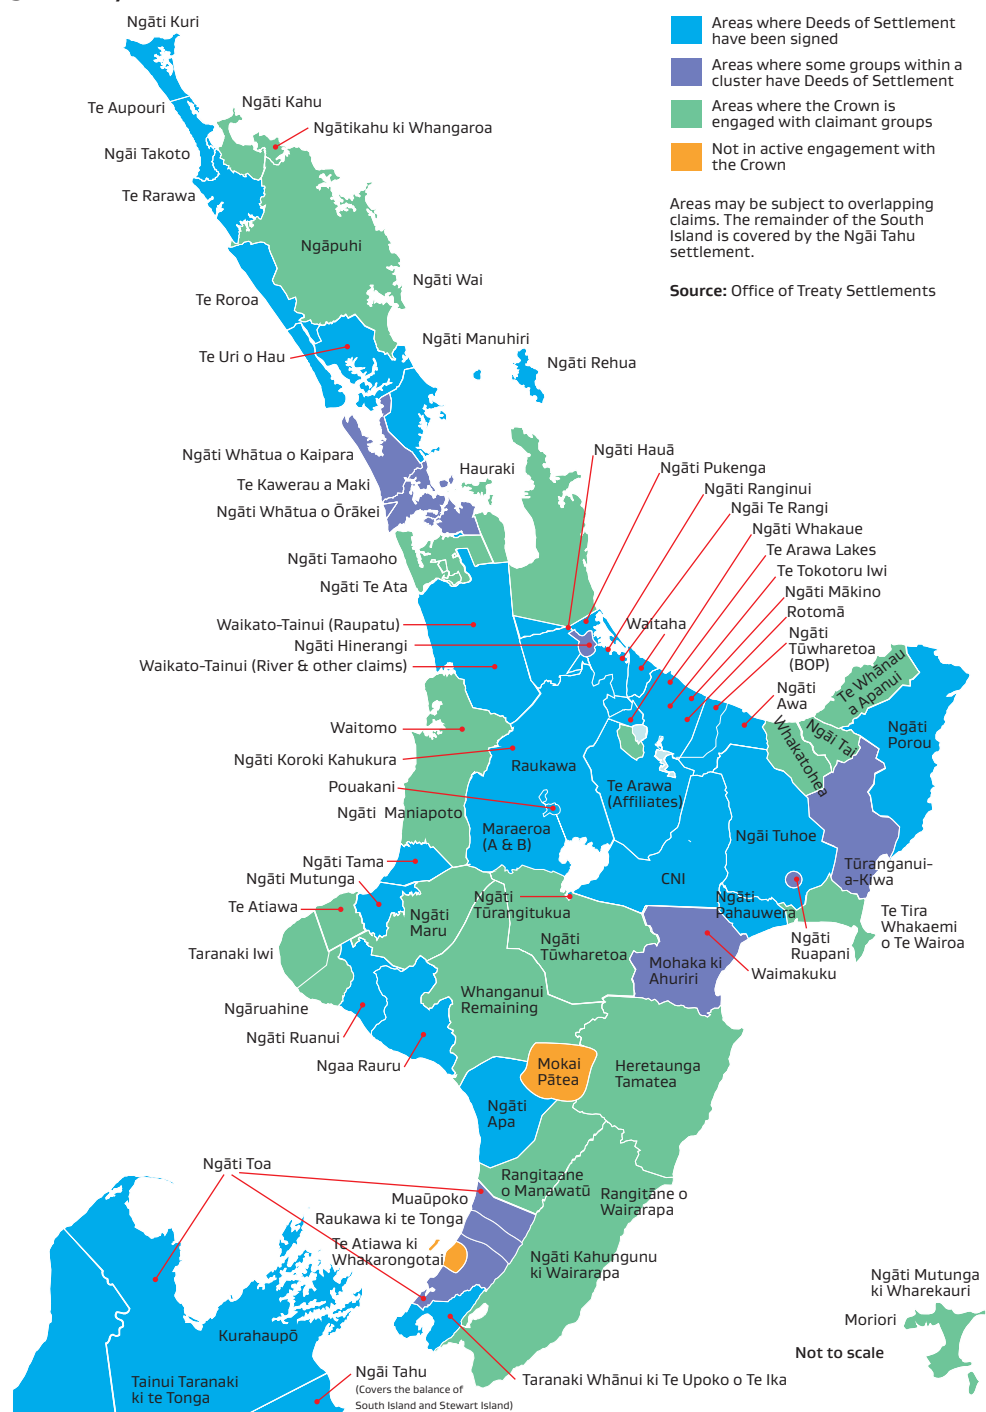 Ngāti Kuri
Te Aupouri
Ngāti Kahu
Ngātikahu ki Whangaroa
Ngāi Takoto
Te Rarawa
Ngāpuhi
Ngāti Wai
Te Roroa
Ngāti Manuhiri
Te Uri o Hau
Ngāti Rehua
Areas where Deeds of Settlement
have been signed
Areas where some groups within a
cluster have Deeds of Settlement
Areas where the Crown is
engaged with claimant groups
Not in active engagement with
the Crown
Areas may be subject to overlapping
claims. The remainder of the South
Island is covered by the Ngāi Tahu
settlement.
Source: Office of Treaty Settlements
Ngāti Whātua o Kaipara
Te Kawerau a Maki
Ngāti Whātua o Ōrākei
Hauraki
Ngāti Tamaoho
Ngāti Te Ata
Ngāti Hauā
Ngāti Pukenga
Ngāti Ranginui
Ngāi Te Rangi
Ngāti Whakaue
Te Arawa Lakes
Te Tokotoru Iwi
Ngāti Mākino
Rotomā
Ngāti
Tūwharetoa
(BOP)
Ngāti
Awa
Waitaha
Waikato-Tainui (Raupatu)
Ngāti Hinerangi
Waikato-Tainui (River & other claims)
Waitomo
Ngāti Koroki Kahukura
Raukawa
Pouakani
Ngāti Maniapoto
Maraeroa
(A & B)
Te Arawa
(Affiliates)
Te Whānau
a Apanui
Ngāi Tai
Whakatohea
Ngāti
Porou
Ngāi Tuhoe
Tūranganui-
a-Kiwa
CNI
Ngāti Tama
Ngāti Mutunga
Te Atiawa
Ngāti
Maru
Taranaki Iwi
Ngāti
Tūrangitukua
Ngāti
Tūwharetoa
Ngāti
Pahauwera
Ngāti
Ruapani
Te Tira
Whakaemi
o Te Wairoa
Mohaka ki
Ahuriri
Waimakuku
Ngāruahine
Ngāti Ruanui
Ngaa Rauru
Whanganui
Remaining
Mokai
Pātea
Heretaunga
Tamatea
Ngāti
Apa
Ngāti Toa
Rangitaane
o Manawatū
Muaūpoko
Raukawa ki te Tonga
Te Atiawa ki
Whakarongotai
Rangitāne o
Wairarapa
Ngāti Kahungunu
ki Wairarapa
Kurahaupō
Tainui Taranaki
ki te Tonga
Ngāi Tahu
(Covers the balance of
South Island and Stewart Island)
Taranaki Whānui ki Te Upoko o Te Ika
Ngāti Mutunga
ki Wharekauri
Moriori
Not to scale